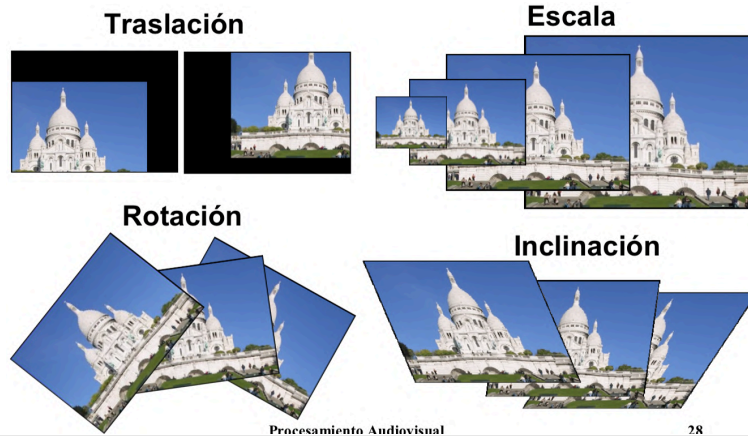 Traslación
Escala
Rotación
Inclinación
Procesamiento Audiovisual
28